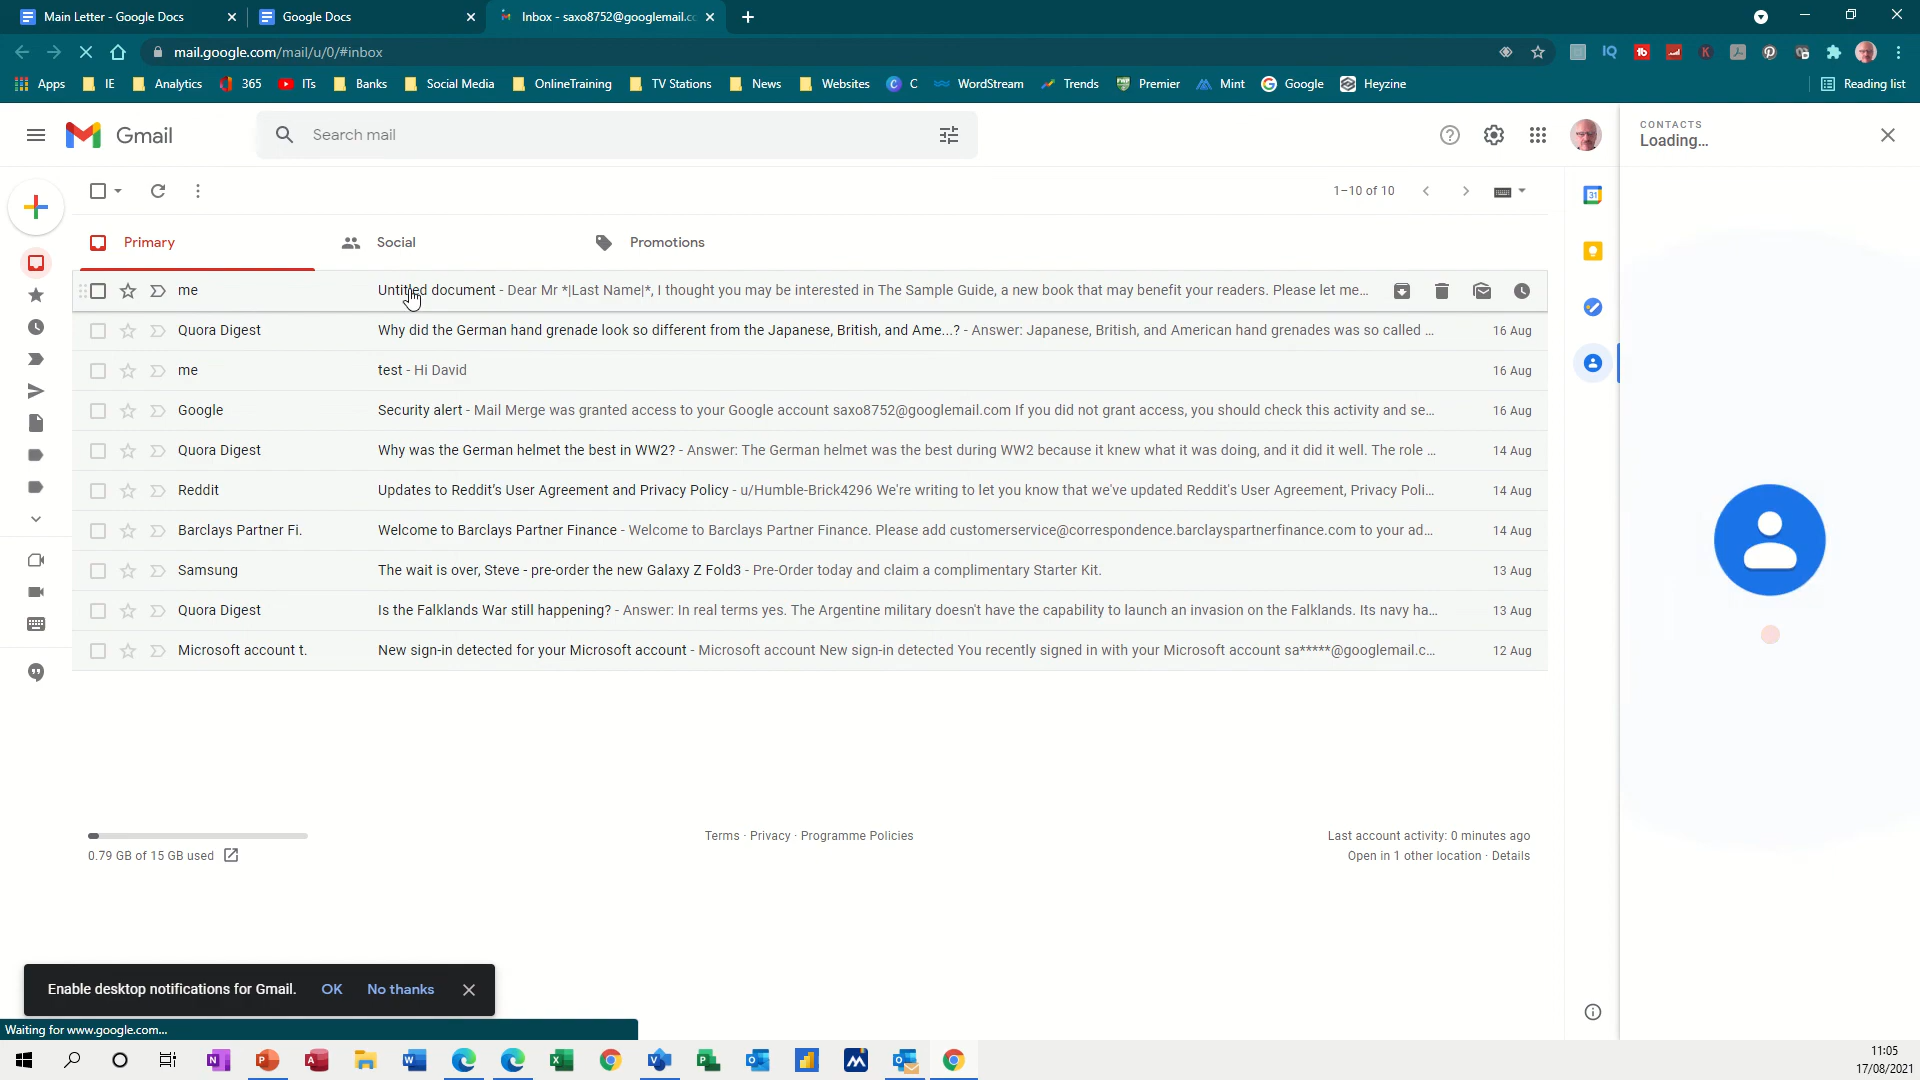 Main Letter - Google Docs
Google Docs
Inbox - saxo8752@googlemail.co
mail.google.com/mail/u/0/#inbox
Apps IE Analytics 365 ITs Banks Social Media OnlineTraining TV Stations News Websites C WordStream Trends Premier Mint Google Heyzine Reading list
Gmail
Search mail
CONTACTS
Loading...
1–10 of 10
Primary
Social
Promotions
me Untitled document - Dear Mr *|Last Name|*, I thought you may be interested in The Sample Guide, a new book that may benefit your readers. Please let me...
Quora Digest Why did the German hand grenade look so different from the Japanese, British, and Ame...? - Answer: Japanese, British, and American hand grenades was so called ... 16 Aug
me test - Hi David 16 Aug
Google Security alert - Mail Merge was granted access to your Google account saxo8752@googlemail.com If you did not grant access, you should check this activity and se... 16 Aug
Quora Digest Why was the German helmet the best in WW2? - Answer: The German helmet was the best during WW2 because it knew what it was doing, and it did it well. The role ... 14 Aug
Reddit Updates to Reddit's User Agreement and Privacy Policy - u/Humble-Brick4296 We're writing to let you know that we've updated Reddit's User Agreement, Privacy Poli... 14 Aug
Barclays Partner Fi. Welcome to Barclays Partner Finance - Welcome to Barclays Partner Finance. Please add customerservice@correspondence.barclayspartnerfinance.com to your ad... 14 Aug
Samsung The wait is over, Steve - pre-order the new Galaxy Z Fold3 - Pre-Order today and claim a complimentary Starter Kit. 13 Aug
Quora Digest Is the Falklands War still happening? - Answer: In real terms yes. The Argentine military doesn't have the capability to launch an invasion on the Falklands. Its navy ha... 13 Aug
Microsoft account t. New sign-in detected for your Microsoft account - Microsoft account New sign-in detected You recently signed in with your Microsoft account sa*****@googlemail.c... 12 Aug
Terms · Privacy · Programme Policies
Last account activity: 0 minutes ago
0.79 GB of 15 GB used
Open in 1 other location · Details
Enable desktop notifications for Gmail. OK No thanks
Waiting for www.google.com...
11:05
17/08/2021